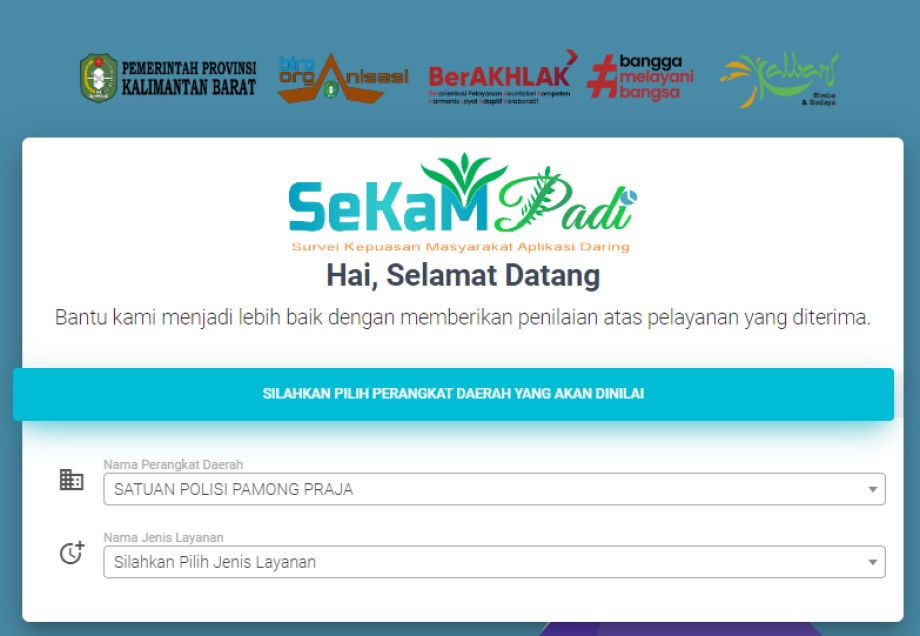 PEMERINTAH PROVINSI
KALIMANTAN BARAT
biro
orgAnisasi
BerAKHLAK
Berorientasi Pelayanan Akuntabel Kompeten
Harmonis Loyal Adaptif Kolaboratif
#bangga
melayani
bangsa
Kalbar
Rimba
& Budaya
SeKaM Padi
Survei Kepuasan Masyarakat Aplikasi Daring
Hai, Selamat Datang
Bantu kami menjadi lebih baik dengan memberikan penilaian atas pelayanan yang diterima.
SILAHKAN PILIH PERANGKAT DAERAH YANG AKAN DINILAI
Nama Perangkat Daerah
SATUAN POLISI PAMONG PRAJA
Nama Jenis Layanan
Silahkan Pilih Jenis Layanan